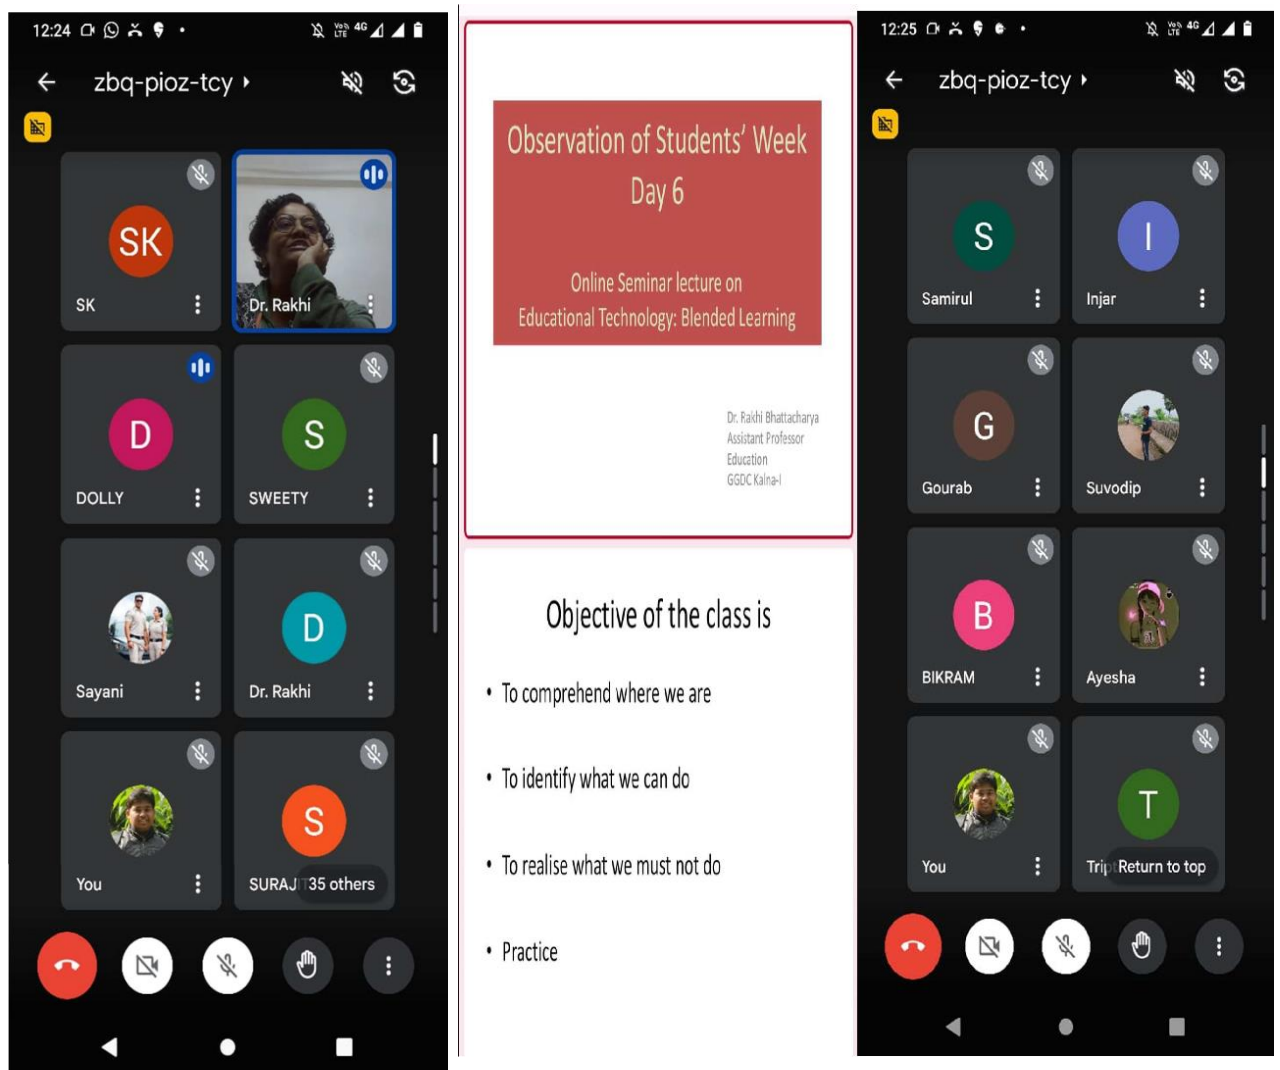 12:24
VoD LTE 4G
zbq-pioz-tcy
SK
SK
Dr. Rakhi
D
DOLLY
S
SWEETY
Sayani
D
Dr. Rakhi
You
S
SURAJ 35 others
Observation of Students' Week
Day 6
Online Seminar lecture on
Educational Technology: Blended Learning
Dr. Rakhi Bhattacharya
Assistant Professor
Education
GGDC Kalna-I
Objective of the class is
• To comprehend where we are
• To identify what we can do
• To realise what we must not do
• Practice
12:25
4G
zbq-pioz-tcy
S
Samirul
I
Injar
G
Gourab
Suvodip
B
BIKRAM
Ayesha
You
T
Return to top